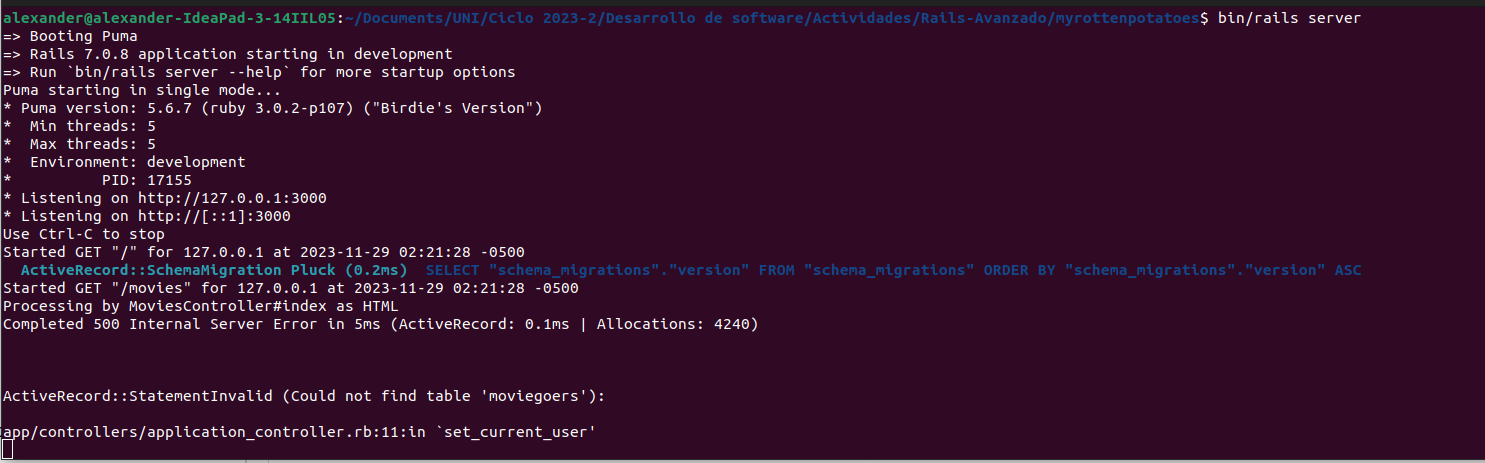 alexander@alexander-IdeaPad-3-14IIL05:~/Documents/UNI/Ciclo 2023-2/Desarrollo de software/Actividades/Rails-Avanzado/myrottenpotatoes$ bin/rails server
=> Booting Puma
=> Rails 7.0.8 application starting in development
=> Run `bin/rails server --help` for more startup options
Puma starting in single mode...
* Puma version: 5.6.7 (ruby 3.0.2-p107) ("Birdie's Version")
*  Min threads: 5
*  Max threads: 5
*  Environment: development
*          PID: 17155
* Listening on http://127.0.0.1:3000
* Listening on http://[::1]:3000
Use Ctrl-C to stop
Started GET "/" for 127.0.0.1 at 2023-11-29 02:21:28 -0500
  ActiveRecord::SchemaMigration Pluck (0.2ms)  SELECT "schema_migrations"."version" FROM "schema_migrations" ORDER BY "schema_migrations"."version" ASC
Started GET "/movies" for 127.0.0.1 at 2023-11-29 02:21:28 -0500
Processing by MoviesController#index as HTML
Completed 500 Internal Server Error in 5ms (ActiveRecord: 0.1ms | Allocations: 4240)
ActiveRecord::StatementInvalid (Could not find table 'moviegoers'):
app/controllers/application_controller.rb:11:in `set_current_user'